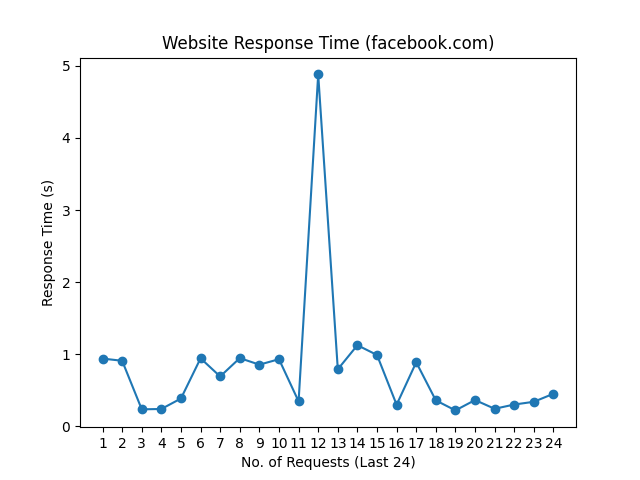 Website Response Time (facebook.com)
Response Time (s)
5
4
3
2
1
0
1 2 3 4 5 6 7 8 9 10 11 12 13 14 15 16 17 18 19 20 21 22 23 24
No. of Requests (Last 24)